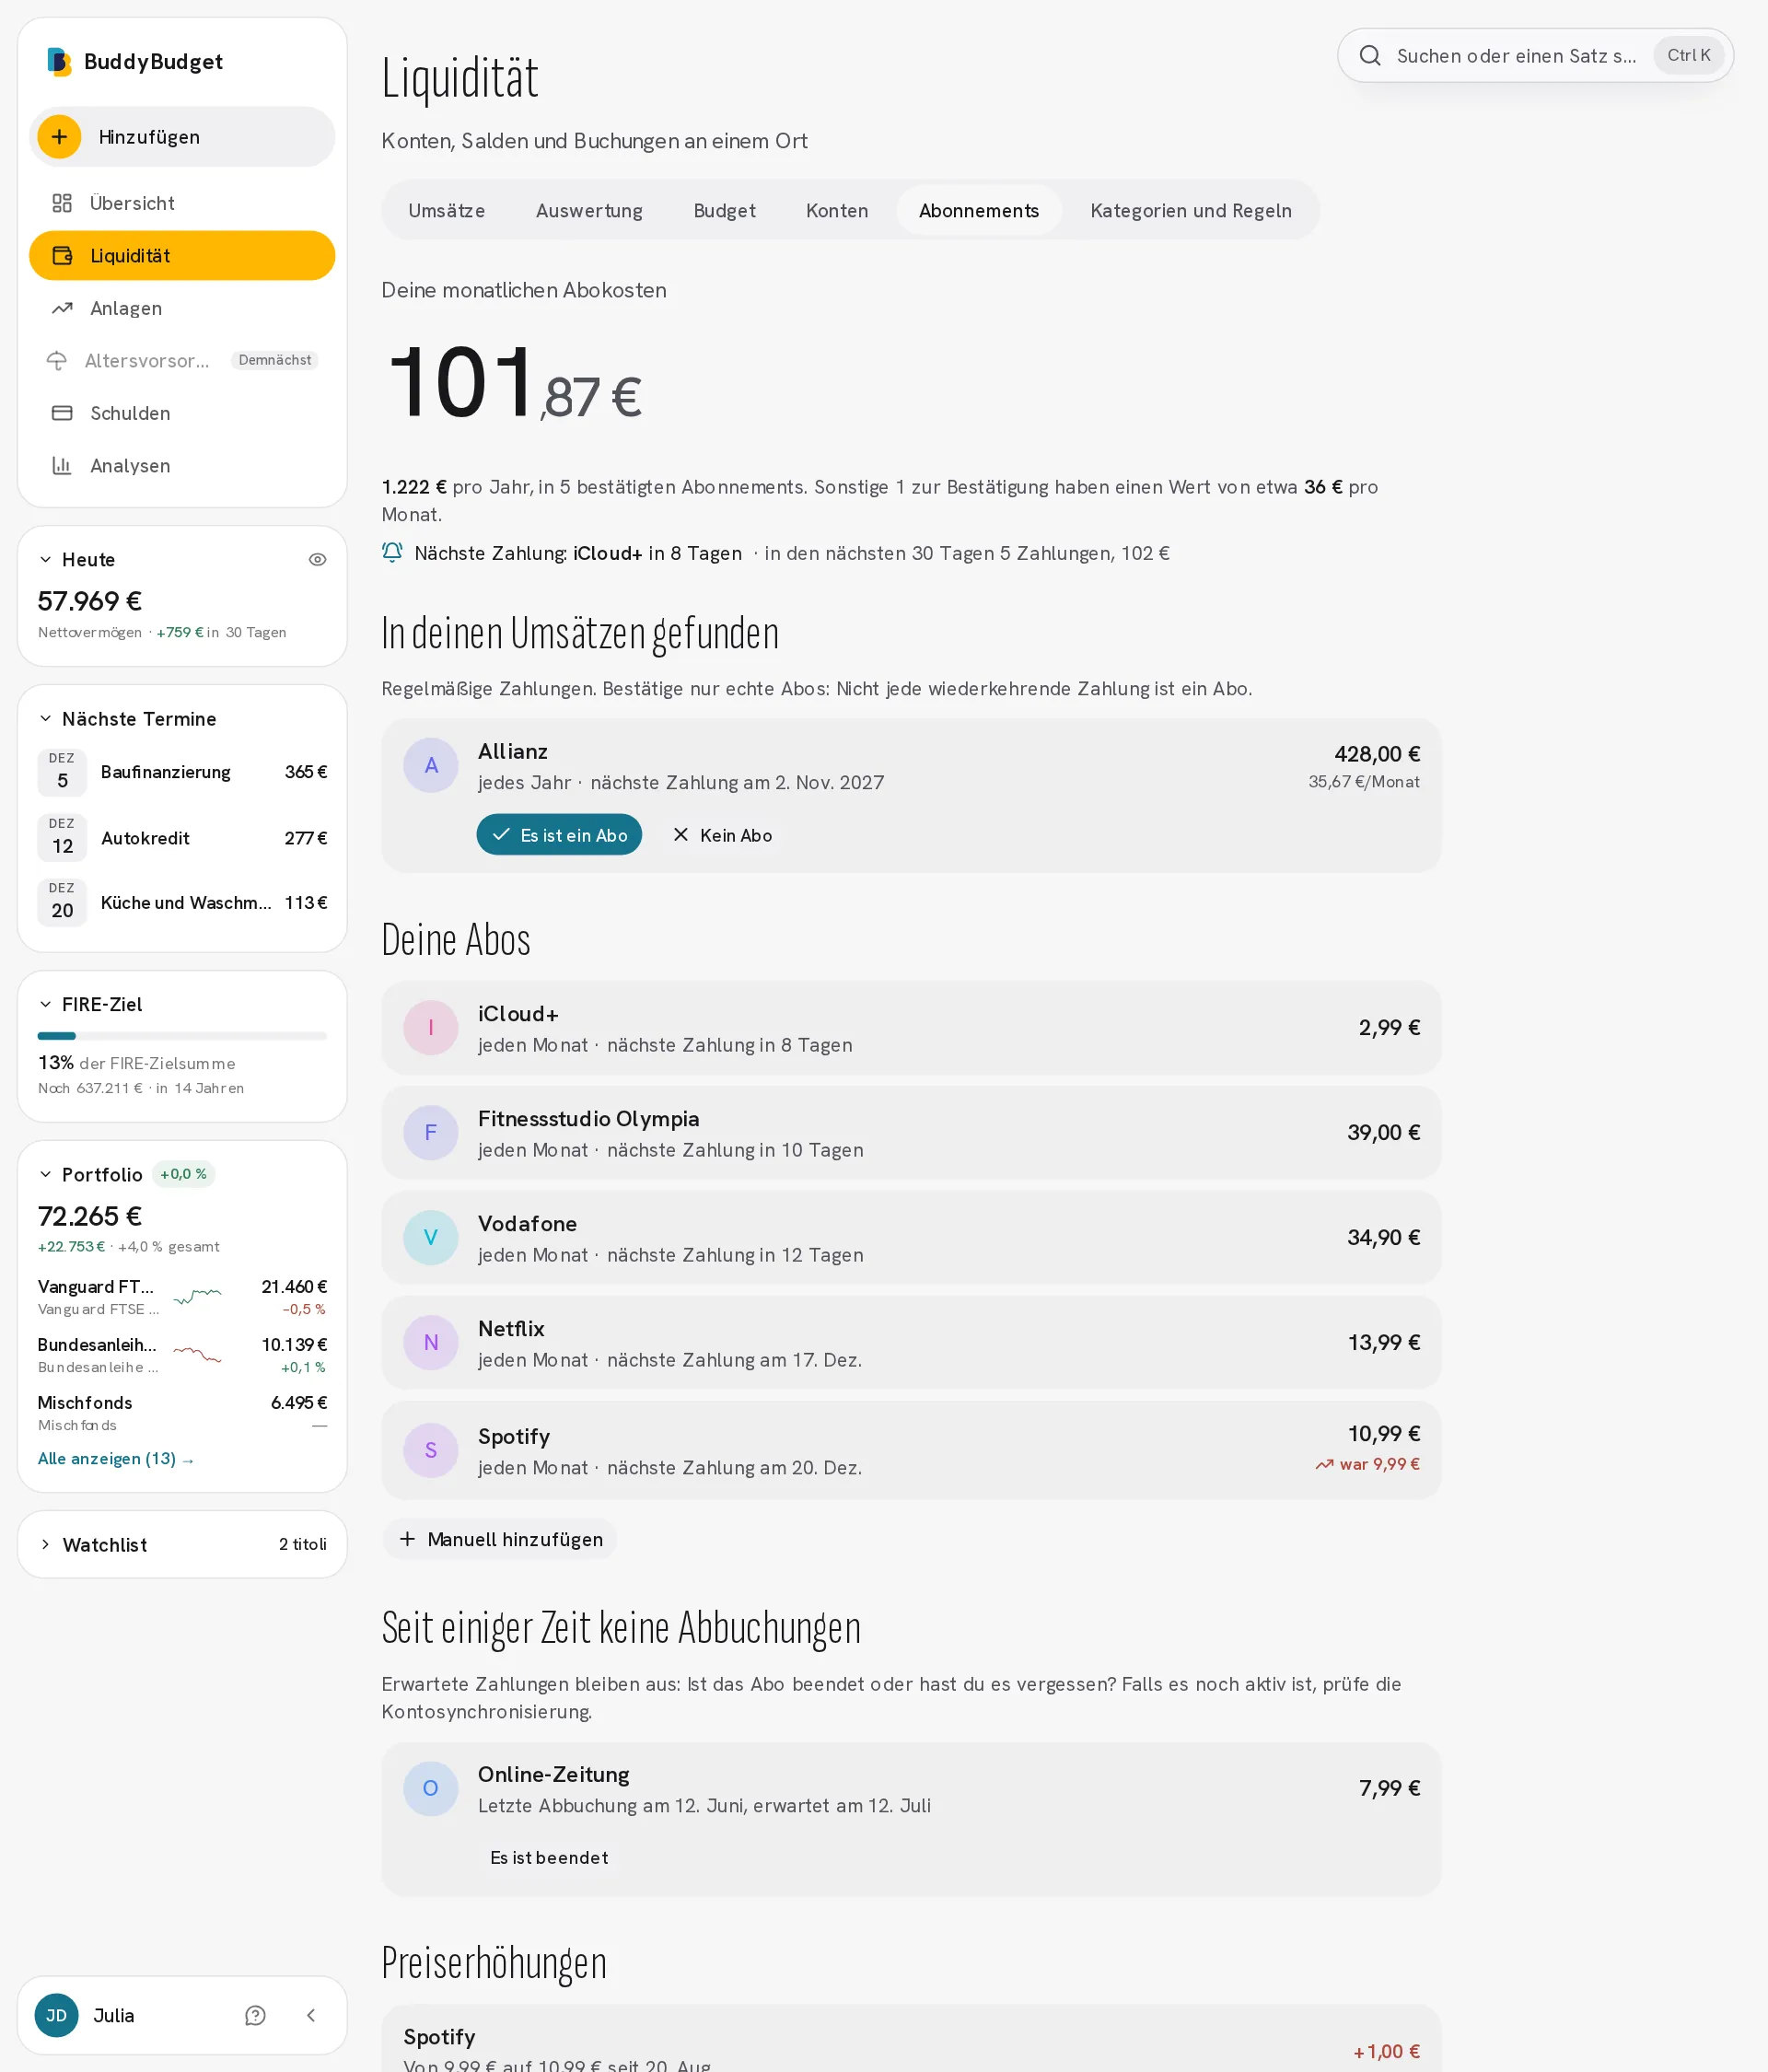 BuddyBudget
Hinzufügen
Übersicht
Liquidität
Anlagen
Altersvorsor... Demnächst
Schulden
Analysen
Heute
57.969 €
Nettovermögen · +759 € in 30 Tagen
Nächste Termine
DEZ
5
Baufinanzierung 365 €
DEZ
12
Autokredit 277 €
DEZ
20
Küche und Waschm... 113 €
FIRE-Ziel
13% der FIRE-Zielsumme
Noch 637.211 € · in 14 Jahren
Portfolio +0,0 %
72.265 €
+22.753 € · +4,0 % gesamt
Vanguard FT... 21.460 €
Vanguard FTSE ... −0,5 %
Bundesanleih... 10.139 €
Bundesanleihe ... +0,1 %
Mischfonds 6.495 €
Mischfonds —
Alle anzeigen (13) →
Watchlist 2 titoli
JD Julia
Suchen oder einen Satz s... Ctrl K
Liquidität
Konten, Salden und Buchungen an einem Ort
Umsätze Auswertung Budget Konten Abonnements Kategorien und Regeln
Deine monatlichen Abokosten
101,87 €
1.222 € pro Jahr, in 5 bestätigten Abonnements. Sonstige 1 zur Bestätigung haben einen Wert von etwa 36 € pro
Monat.
Nächste Zahlung: iCloud+ in 8 Tagen · in den nächsten 30 Tagen 5 Zahlungen, 102 €
In deinen Umsätzen gefunden
Regelmäßige Zahlungen. Bestätige nur echte Abos: Nicht jede wiederkehrende Zahlung ist ein Abo.
A
Allianz 428,00 €
jedes Jahr · nächste Zahlung am 2. Nov. 2027 35,67 €/Monat
Es ist ein Abo Kein Abo
Deine Abos
I
iCloud+ 2,99 €
jeden Monat · nächste Zahlung in 8 Tagen
F
Fitnessstudio Olympia 39,00 €
jeden Monat · nächste Zahlung in 10 Tagen
V
Vodafone 34,90 €
jeden Monat · nächste Zahlung in 12 Tagen
N
Netflix 13,99 €
jeden Monat · nächste Zahlung am 17. Dez.
S
Spotify 10,99 €
jeden Monat · nächste Zahlung am 20. Dez. war 9,99 €
Manuell hinzufügen
Seit einiger Zeit keine Abbuchungen
Erwartete Zahlungen bleiben aus: Ist das Abo beendet oder hast du es vergessen? Falls es noch aktiv ist, prüfe die
Kontosynchronisierung.
O
Online-Zeitung 7,99 €
Letzte Abbuchung am 12. Juni, erwartet am 12. Juli
Es ist beendet
Preiserhöhungen
Spotify +1,00 €
Von 9,99 € auf 10,99 € seit 20. Aug.